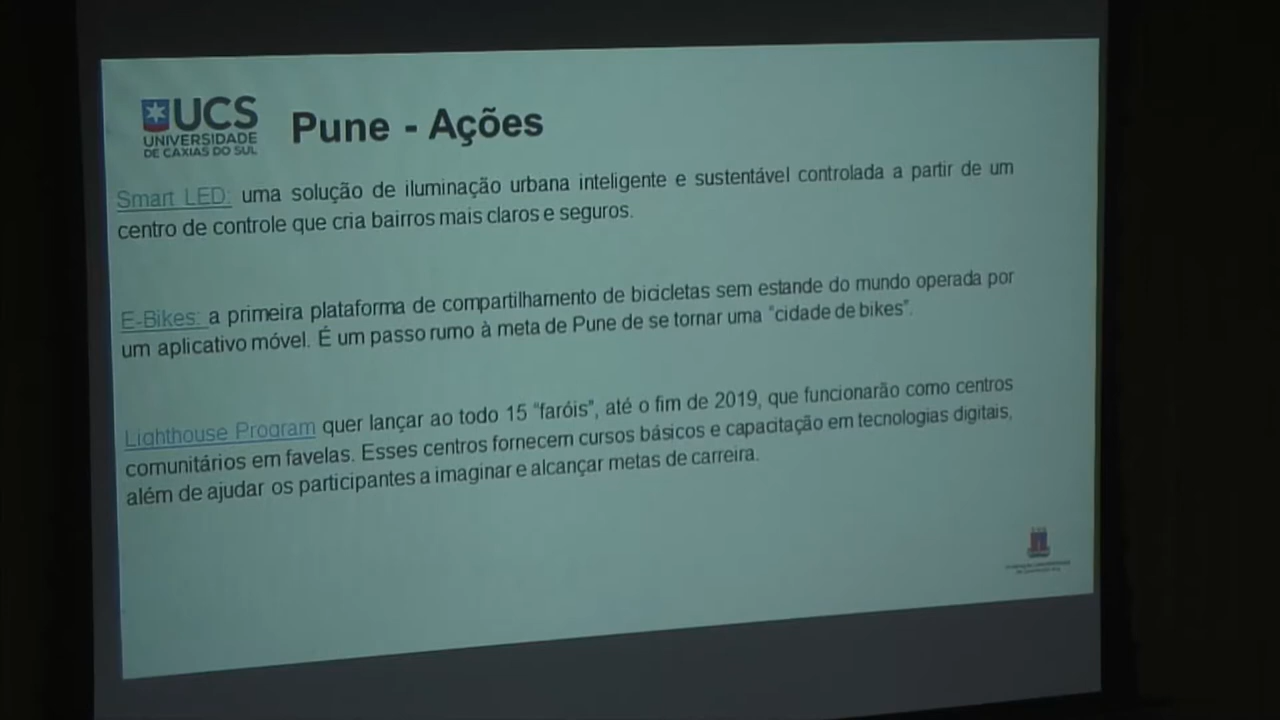 UCS
UNIVERSIDADE
DE CAXIAS DO SUL
Pune - Ações
Smart LED: uma solução de iluminação urbana inteligente e sustentável controlada a partir de um
centro de controle que cria bairros mais claros e seguros.
E-Bikes: a primeira plataforma de compartilhamento de bicicletas sem estande do mundo operada por
um aplicativo móvel. É um passo rumo à meta de Pune de se tornar uma "cidade de bikes".
Lighthouse Program quer lançar ao todo 15 "faróis", até o fim de 2019, que funcionarão como centros
comunitários em favelas. Esses centros fornecem cursos básicos e capacitação em tecnologias digitais,
além de ajudar os participantes a imaginar e alcançar metas de carreira.